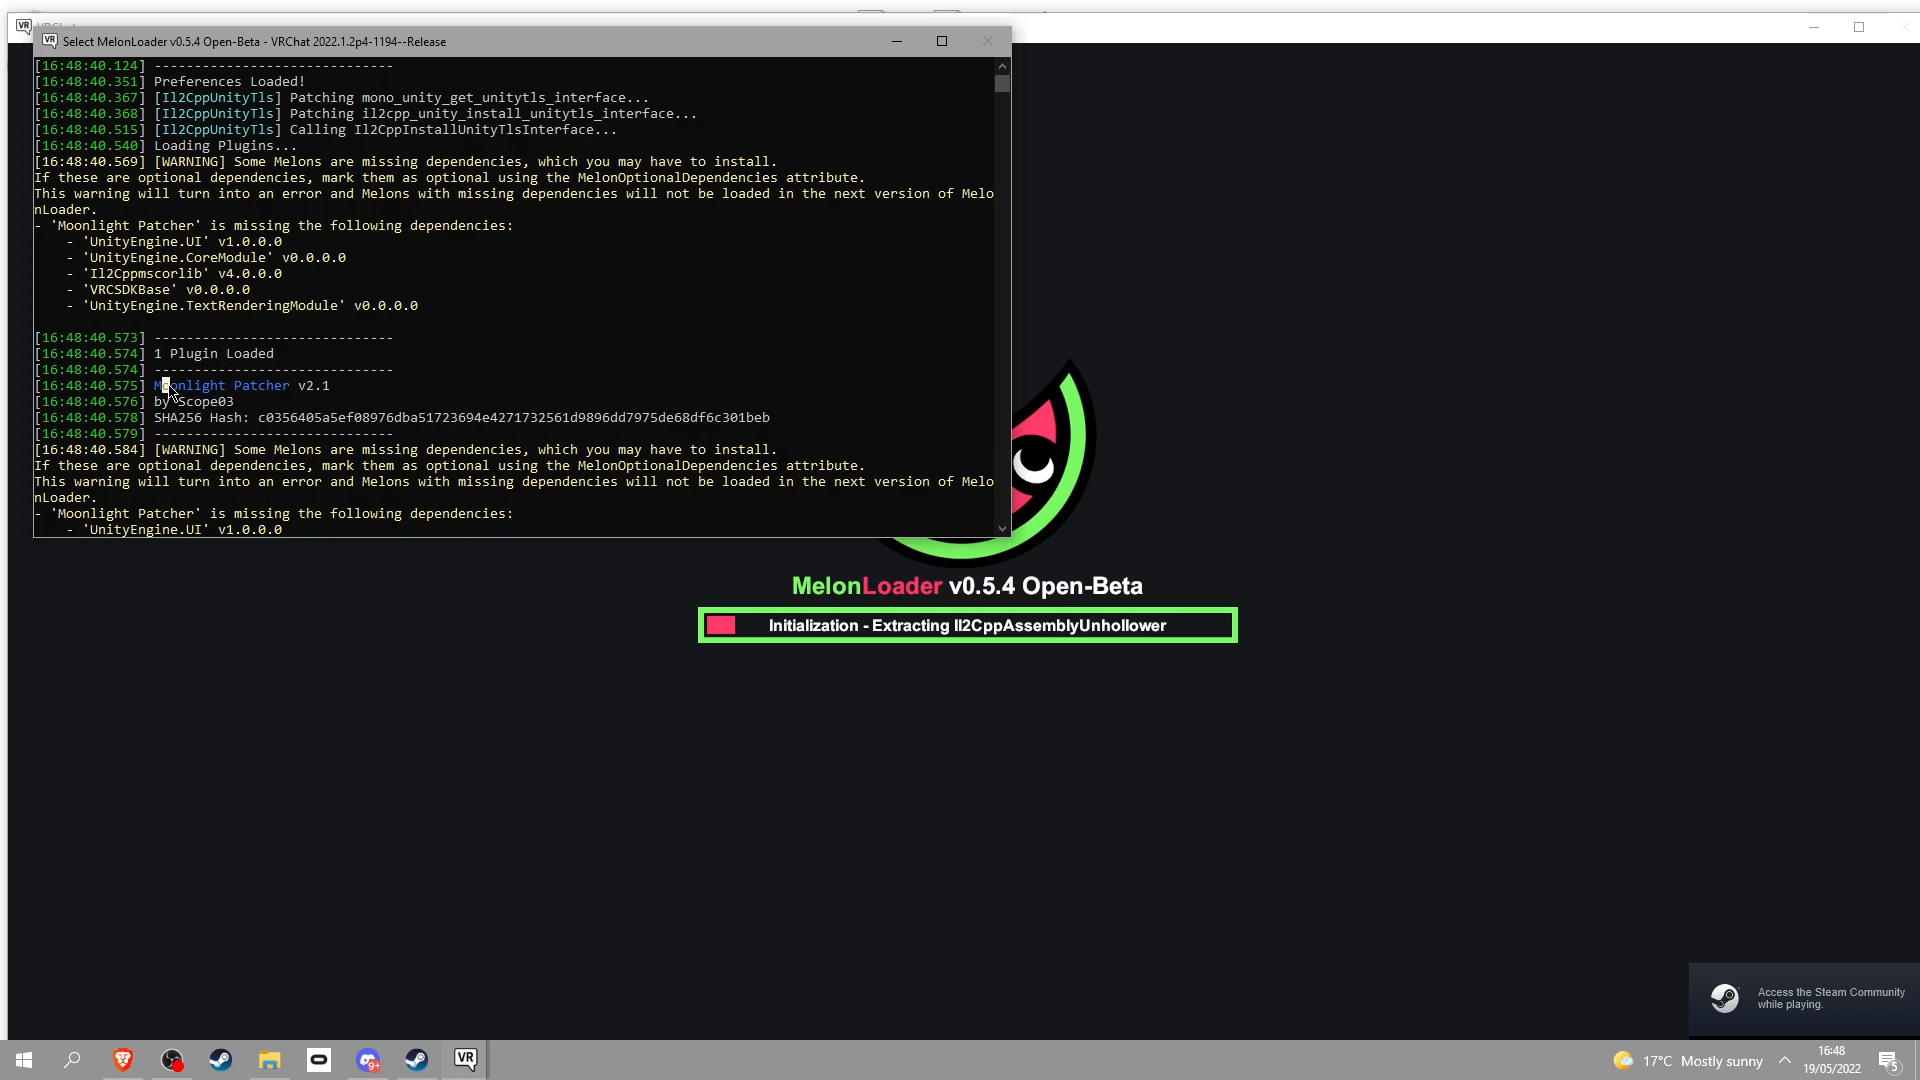 VRChat
Select MelonLoader v0.5.4 Open-Beta - VRChat 2022.1.2p4-1194--Release
[16:48:40.124] ------------------------------
[16:48:40.351] Preferences Loaded!
[16:48:40.367] [Il2CppUnityTls] Patching mono_unity_get_unitytls_interface...
[16:48:40.368] [Il2CppUnityTls] Patching il2cpp_unity_install_unitytls_interface...
[16:48:40.515] [Il2CppUnityTls] Calling Il2CppInstallUnityTlsInterface...
[16:48:40.540] Loading Plugins...
[16:48:40.569] [WARNING] Some Melons are missing dependencies, which you may have to install.
If these are optional dependencies, mark them as optional using the MelonOptionalDependencies attribute.
This warning will turn into an error and Melons with missing dependencies will not be loaded in the next version of Melo
nLoader.
- 'Moonlight Patcher' is missing the following dependencies:
- 'UnityEngine.UI' v1.0.0.0
- 'UnityEngine.CoreModule' v0.0.0.0
- 'Il2Cppmscorlib' v4.0.0.0
- 'VRCSDKBase' v0.0.0.0
- 'UnityEngine.TextRenderingModule' v0.0.0.0
[16:48:40.573] ------------------------------
[16:48:40.574] 1 Plugin Loaded
[16:48:40.574] ------------------------------
[16:48:40.575] Moonlight Patcher v2.1
[16:48:40.576] by Scope03
[16:48:40.578] SHA256 Hash: c0356405a5ef08976dba51723694e4271732561d9896dd7975de68df6c301beb
[16:48:40.579] ------------------------------
[16:48:40.584] [WARNING] Some Melons are missing dependencies, which you may have to install.
If these are optional dependencies, mark them as optional using the MelonOptionalDependencies attribute.
This warning will turn into an error and Melons with missing dependencies will not be loaded in the next version of Melo
nLoader.
- 'Moonlight Patcher' is missing the following dependencies:
- 'UnityEngine.UI' v1.0.0.0
MelonLoader v0.5.4 Open-Beta
Initialization - Extracting Il2CppAssemblyUnhollower
Access the Steam Community
while playing.
9+
VR
17°C Mostly sunny
16:48
19/05/2022
5